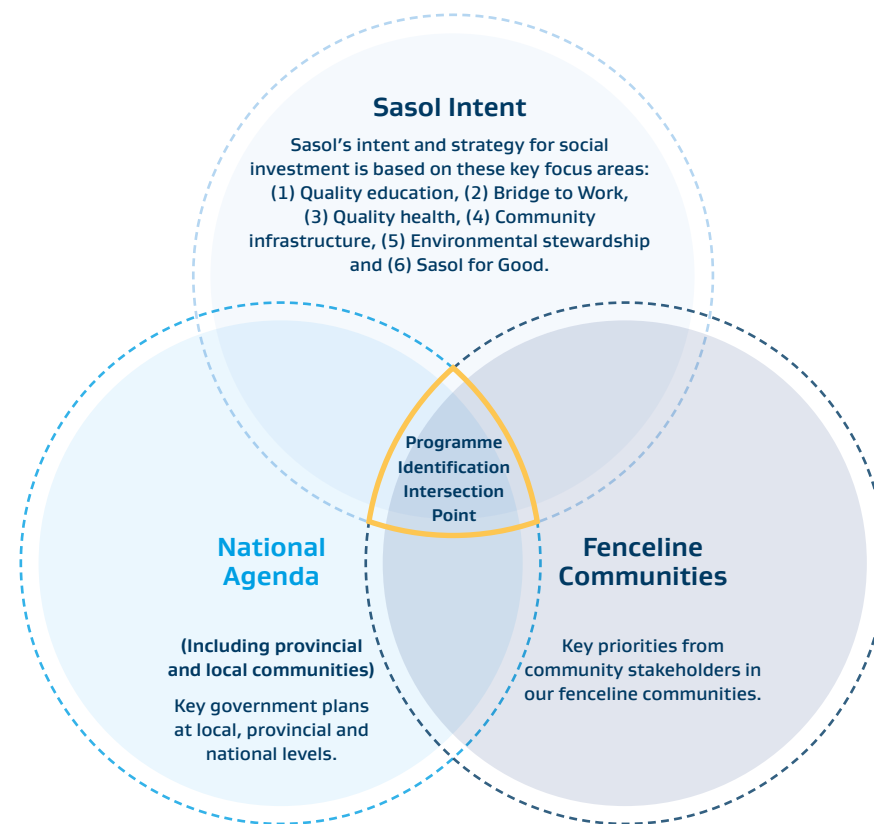 Sasol Intent
Sasol’s intent and strategy for social
investment is based on these key focus areas:
(1) Quality education, (2) Bridge to Work,
(3) Quality health, (4) Community
infrastructure, (5) Environmental stewardship
and (6) Sasol for Good.
Programme
Identification
Intersection
Point
National
Agenda
(Including provincial
and local communities)
Key government plans
at local, provincial and
national levels.
Fenceline
Communities
Key priorities from
community stakeholders in
our fenceline communities.